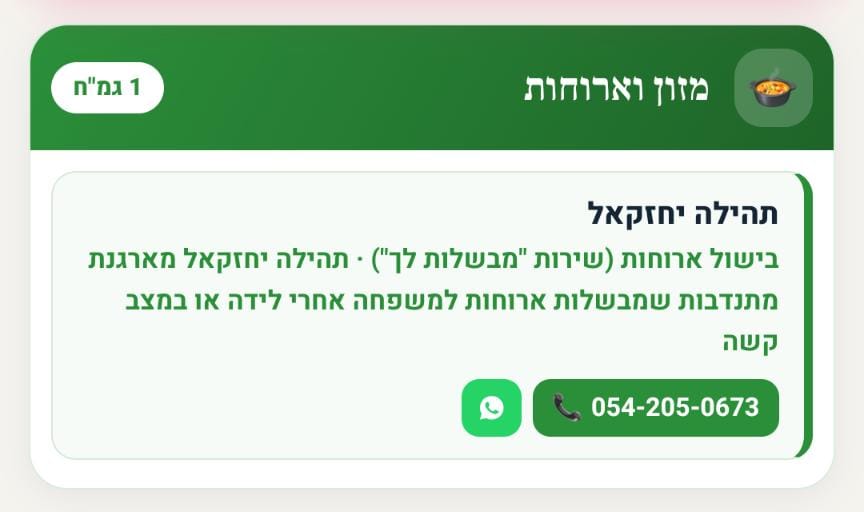 מזון וארוחות
1 גמ"ח
תהילה יחזקאל
בישול ארוחות (שירות "מבשלות לך") · תהילה יחזקאל מארגנת
מתנדבות שמבשלות ארוחות למשפחה אחרי לידה או במצב
קשה
054-205-0673